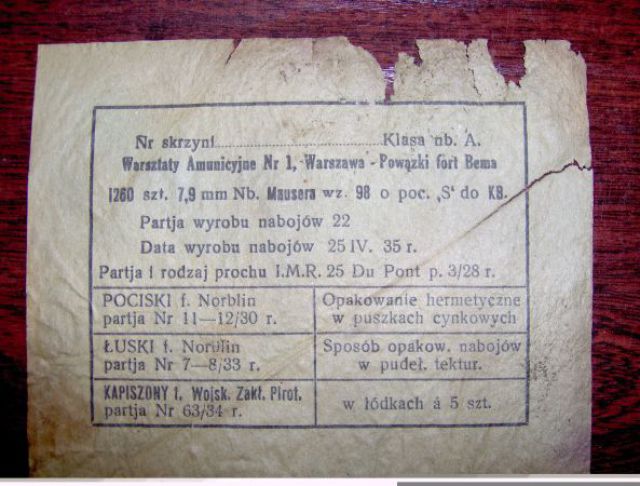 Nr skrzyni.............................Klasa nb. A.
Warsztaty Amunicyjne Nr 1, Warszawa - Powązki fort Bema
1260 szt. 7,9 mm Nb. Mausera wz. 98 o poc. „S" do KB.
Partja wyrobu nabojów 22
Data wyrobu nabojów 25 IV. 35 r.
Partja i rodzaj prochu I.M.R. 25 Du Pont p. 3/28 r.
POCISKI f. Norblin
partja Nr 11—12/30 r.
Opakowanie hermetyczne
w puszkach cynkowych
ŁUSKI f. Norblin
partja Nr 7—8/33 r.
Sposób opakow. nabojów
w pudeł. tektur.
KAPISZONY f. Wojsk. Zakł. Pirot.
partja Nr 63/34 r.
w łódkach á 5 szt.